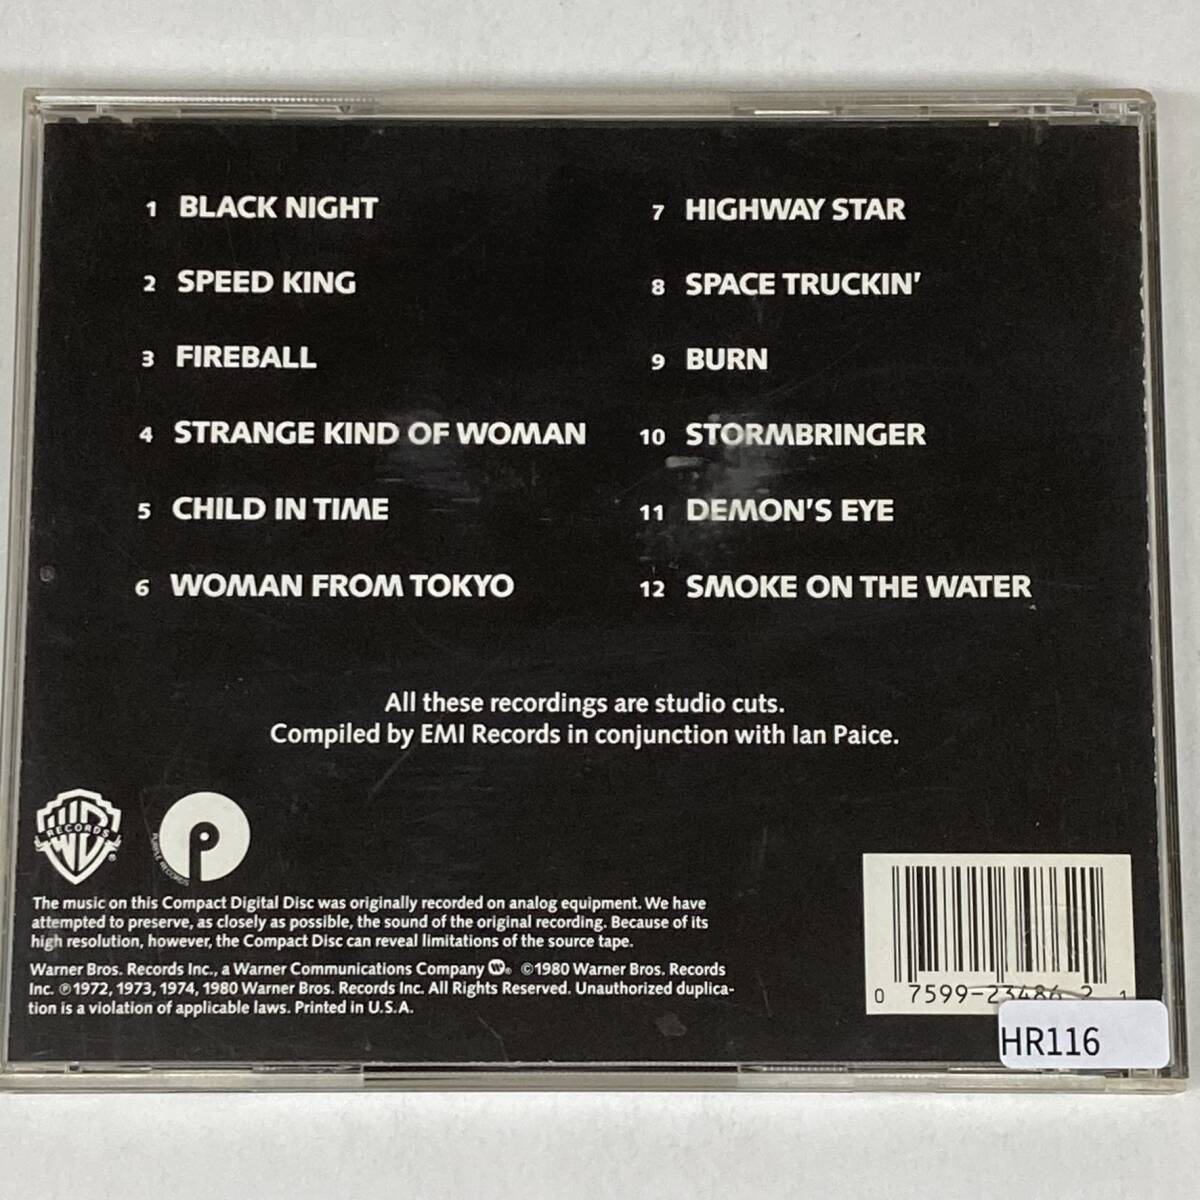 1 BLACK NIGHT
2 SPEED KING
3 FIREBALL
4 STRANGE KIND OF WOMAN
5 CHILD IN TIME
6 WOMAN FROM TOKYO
7 HIGHWAY STAR
8 SPACE TRUCKIN'
9 BURN
10 STORMBRINGER
11 DEMON'S EYE
12 SMOKE ON THE WATER
All these recordings are studio cuts.
Compiled by EMI Records in conjunction with Ian Paice.
RECORDS
®
PURPLE RECORDS
The music on this Compact Digital Disc was originally recorded on analog equipment. We have
attempted to preserve, as closely as possible, the sound of the original recording. Because of its
high resolution, however, the Compact Disc can reveal limitations of the source tape.
Warner Bros. Records Inc., a Warner Communications Company ®. ©1980 Warner Bros. Records
Inc. ℗1972, 1973, 1974, 1980 Warner Bros. Records Inc. All Rights Reserved. Unauthorized duplica-
tion is a violation of applicable laws. Printed in U.S.A.
0 7599-23486-2 1
HR116